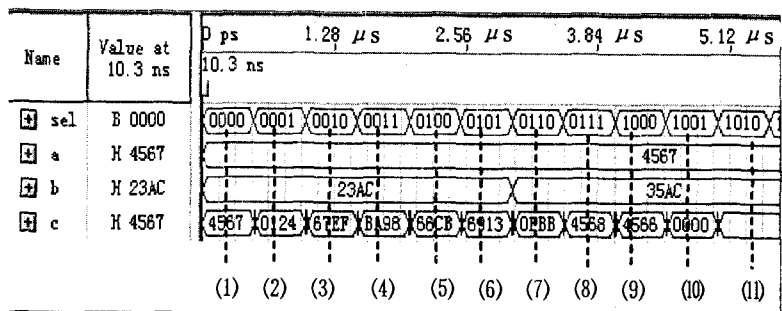 0 ps 1.28 μs 2.56 μs 3.84 μs 5.12 μs
Name Value at 10.3 ns
10.3 ns
sel B 0000 0000 0001 0010 0011 0100 0101 0110 0111 1000 1001 1010
a H 4567 4567
b H 23AC 23AC 35AC
c H 4567 4567 0124 67EF BA98 68CB 8913 0FBB 4568 4566 0000
(1) (2) (3) (4) (5) (6) (7) (8) (9) (10) (11)